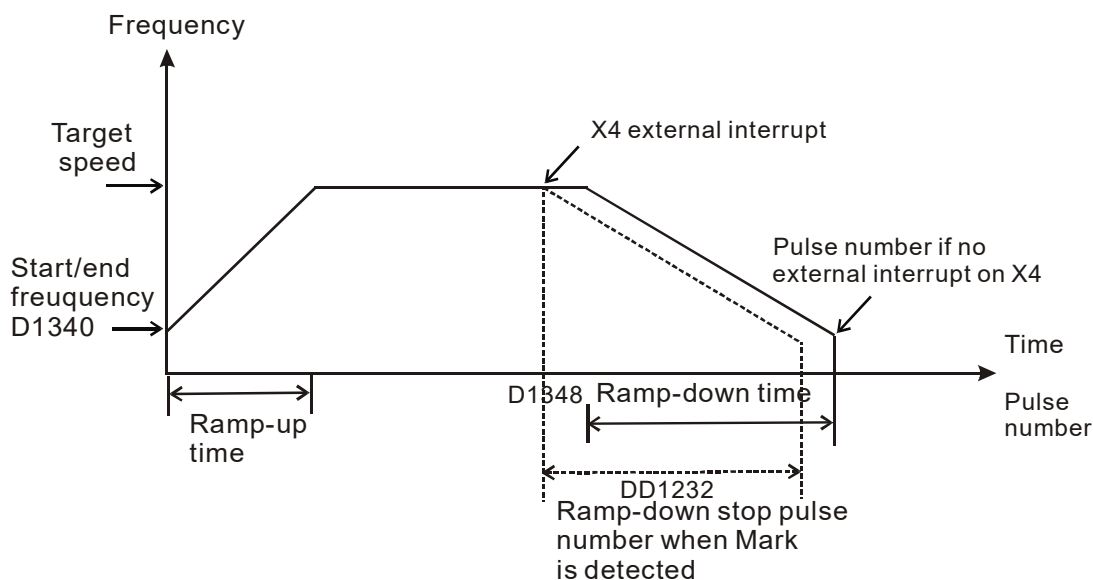 Frequency
Target
speed
X4 external interrupt
Start/end
freuquency
D1340
Pulse number if no
external interrupt on X4
Time
Pulse
number
D1348
Ramp-down time
Ramp-up
time
DD1232
Ramp-down stop pulse
number when Mark
is detected